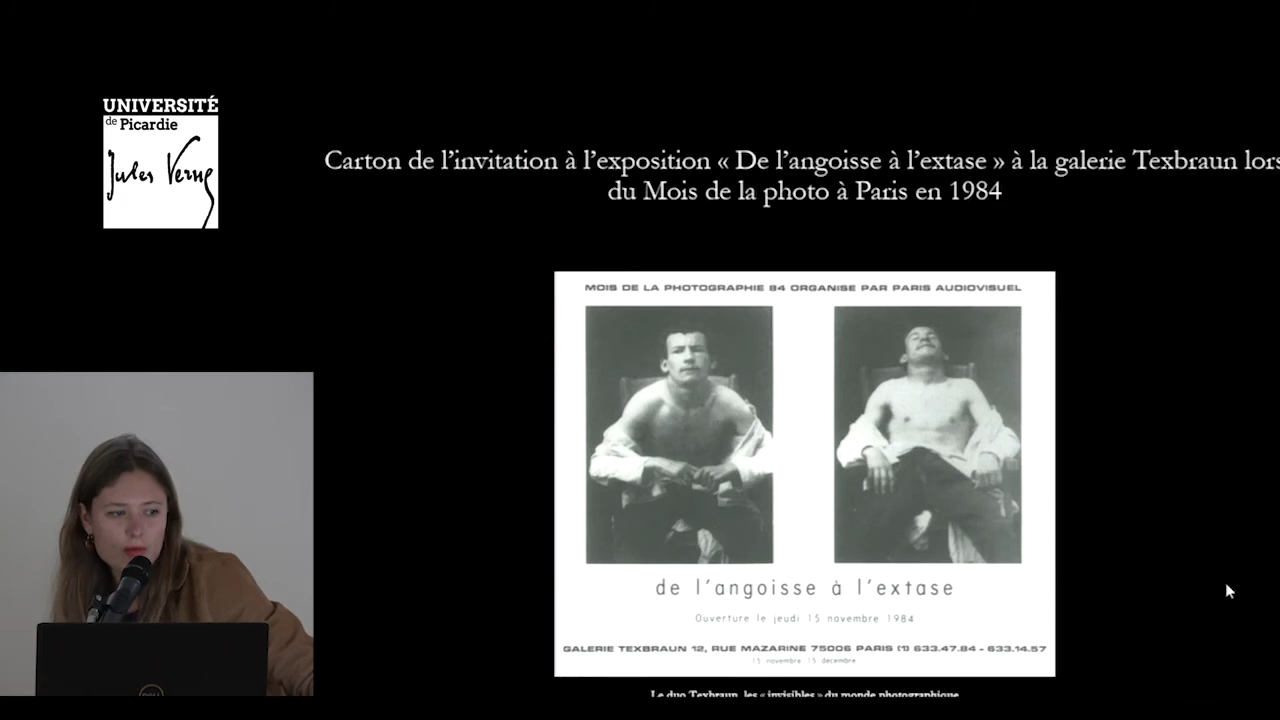 UNIVERSITÉ
de Picardie
Jules Verne
Carton de l'invitation à l'exposition « De l'angoisse à l'extase » à la galerie Texbraun lors
du Mois de la photo à Paris en 1984
MOIS DE LA PHOTOGRAPHIE 84 ORGANISE PAR PARIS AUDIOVISUEL
de l'angoisse à l'extase
Ouverture le jeudi 15 novembre 1984
GALERIE TEXBRAUN 12, RUE MAZARINE 75006 PARIS (1) 633.47.84 - 633.14.57
15 novembre 15 décembre
Le duo Texbraun, les « invisibles » du monde photographique
DELL